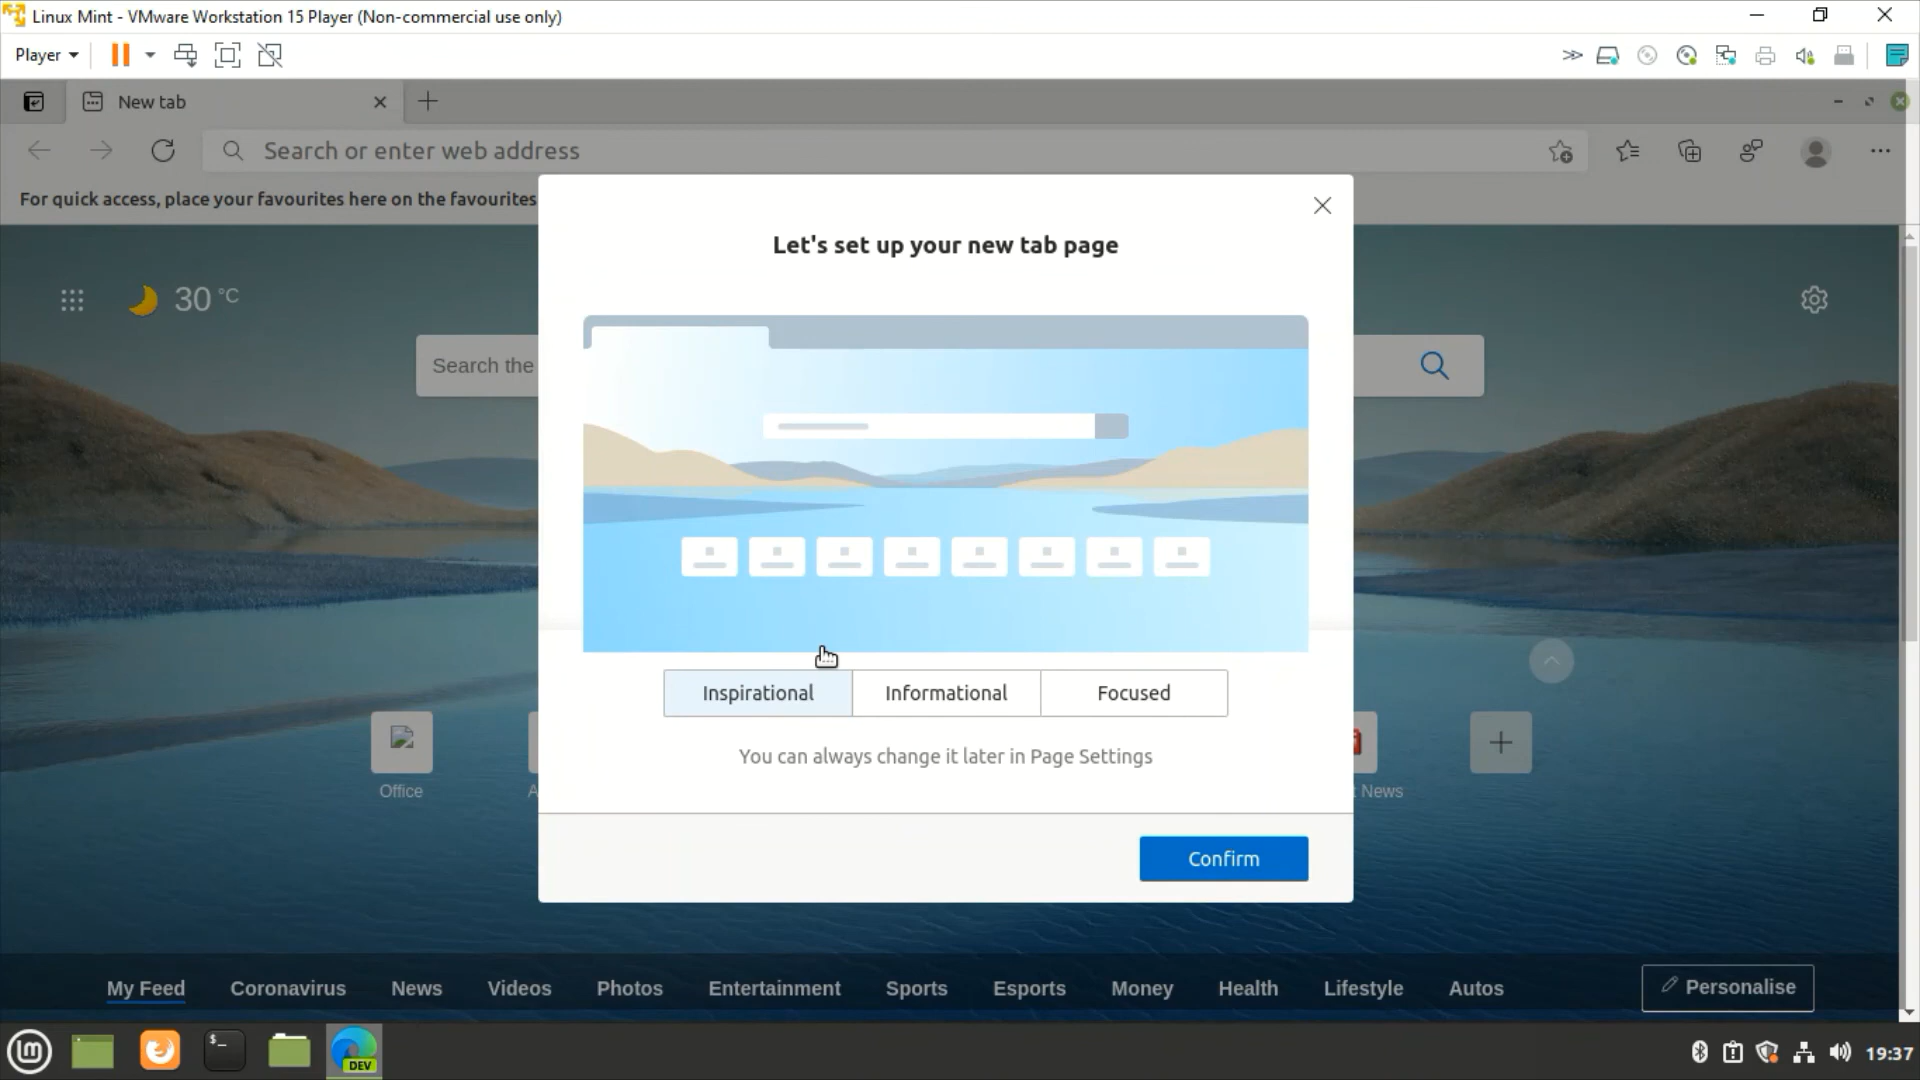 Linux Mint - VMware Workstation 15 Player (Non-commercial use only)
Player
New tab
Search or enter web address
For quick access, place your favourites here on the favourites
Let's set up your new tab page
30 °C
Search the
Inspirational Informational Focused
You can always change it later in Page Settings
Office
A
News
Confirm
My Feed Coronavirus News Videos Photos Entertainment Sports Esports Money Health Lifestyle Autos Personalise
$_
DEV
19:37